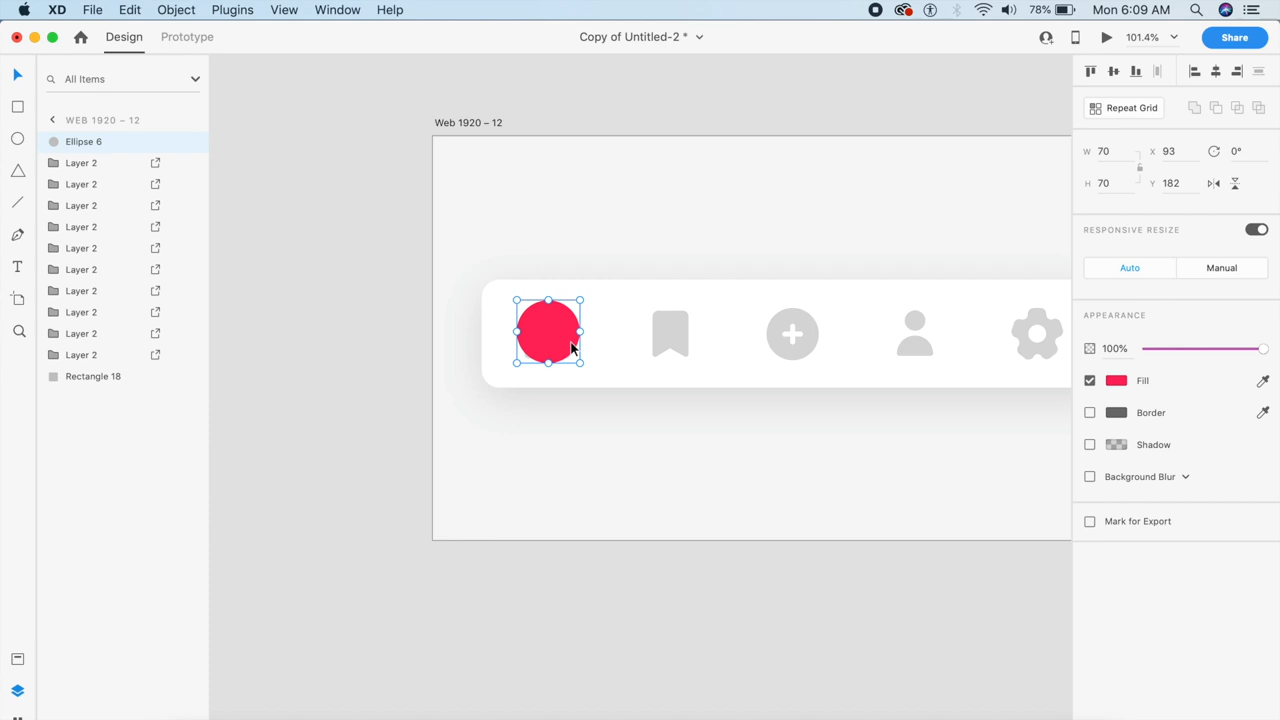 XD File Edit Object Plugins View Window Help 78% Mon 6:09 AM
Design Prototype Copy of Untitled-2 * 101.4% Share
All Items
WEB 1920 – 12
Ellipse 6
Layer 2
Layer 2
Layer 2
Layer 2
Layer 2
Layer 2
Layer 2
Layer 2
Layer 2
Layer 2
Rectangle 18
Web 1920 – 12
Repeat Grid
W 70 X 93 0°
H 70 Y 182
RESPONSIVE RESIZE
Auto Manual
APPEARANCE
100%
Fill
Border
Shadow
Background Blur
Mark for Export